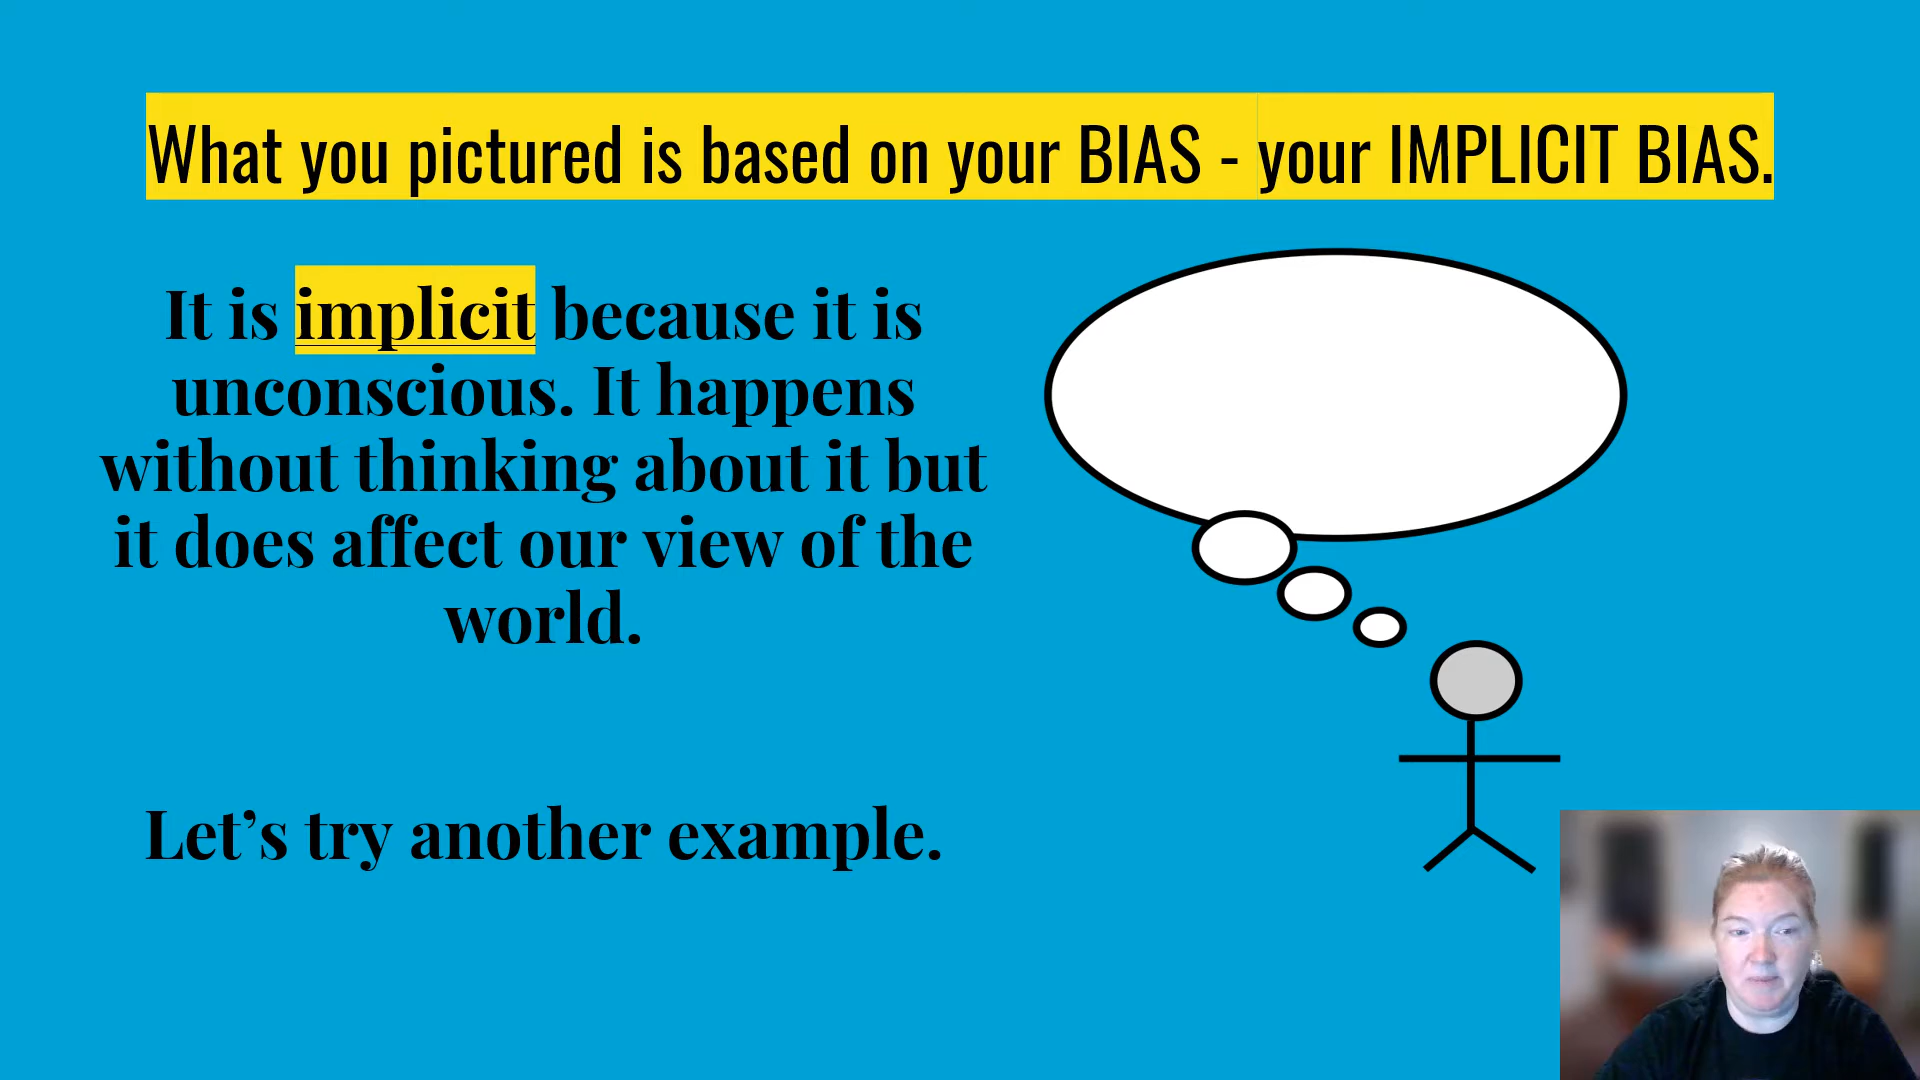 What you pictured is based on your BIAS - your IMPLICIT BIAS.
It is implicit because it is
unconscious. It happens
without thinking about it but
it does affect our view of the
world.
Let’s try another example.